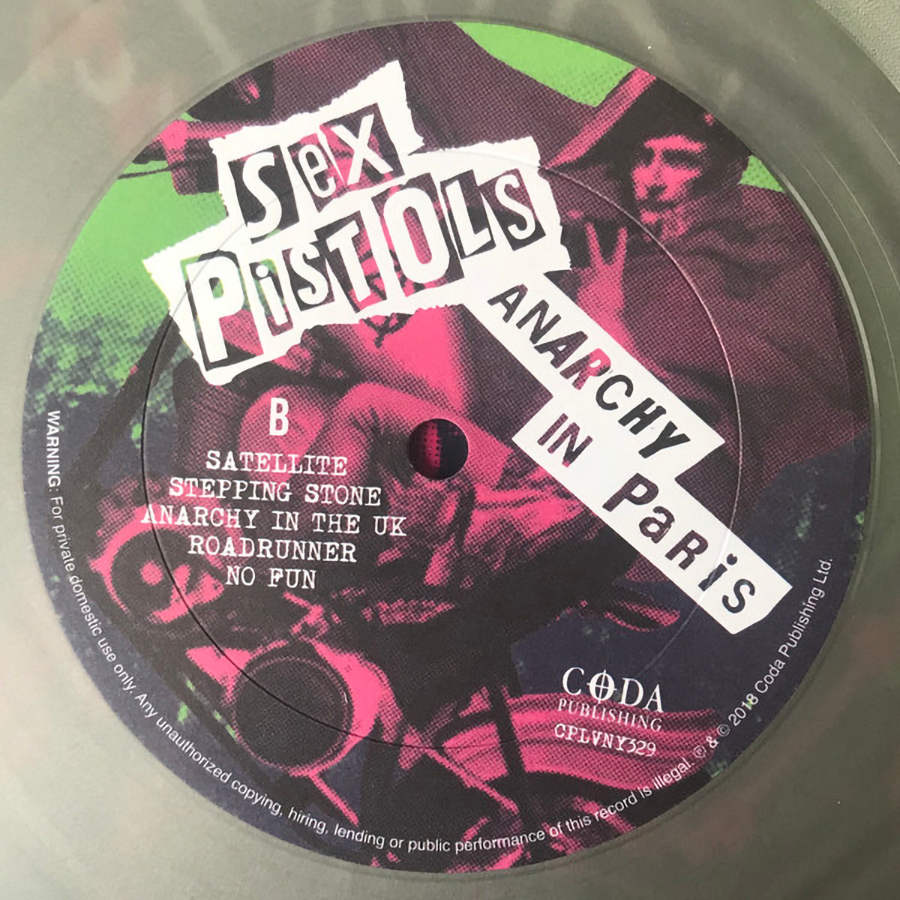 Sex
PiSTOLS
ANARCHY
IN PaRiS
B
SATELLITE
STEPPING STONE
ANARCHY IN THE UK
ROADRUNNER
NO FUN
CODA
PUBLISHING
CPLVNY329
WARNING: For private domestic use only. Any unauthorized copying, hiring, lending or public performance of this record is illegal. ℗ & © 2018 Coda Publishing Ltd.